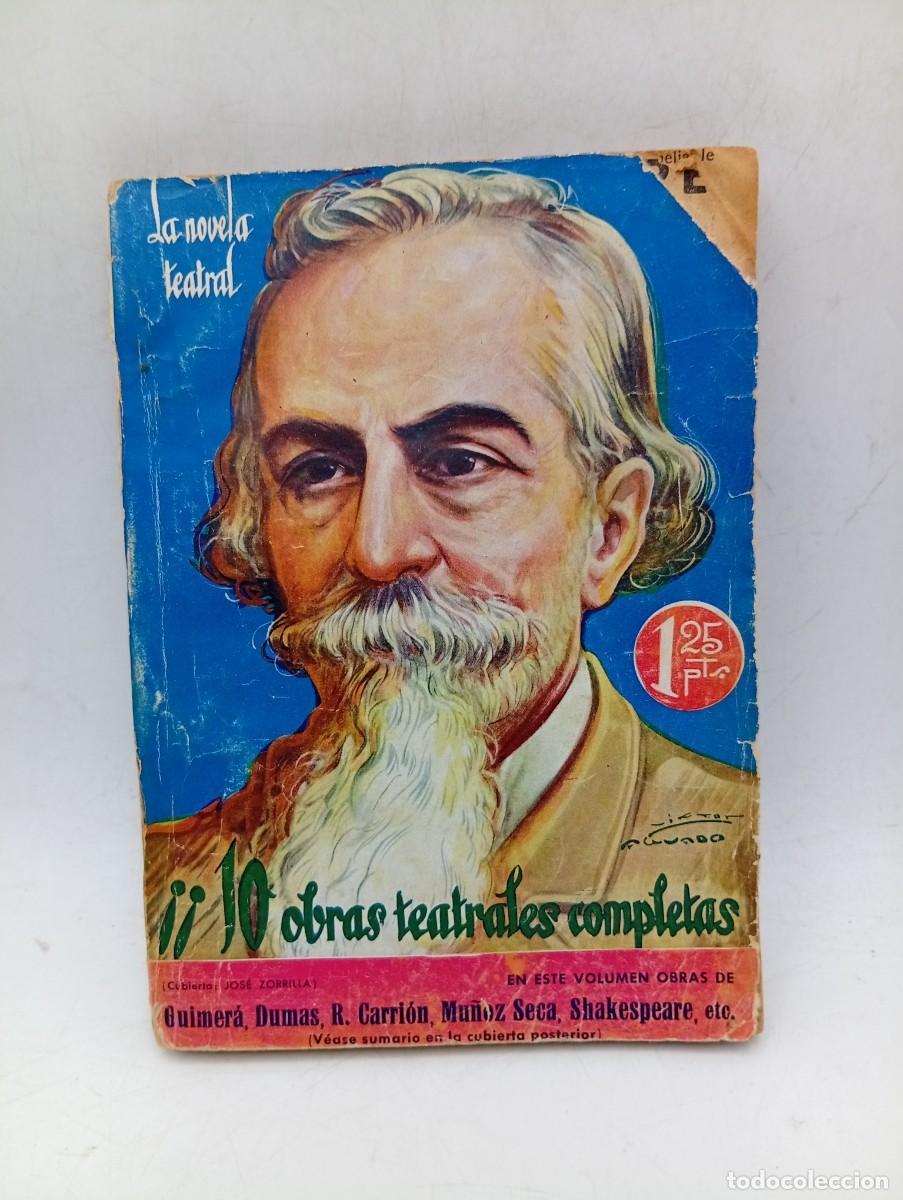 La novela
teatral
1 25
pts.
¡¡ 10 obras teatrales completas
(Cubierta: JOSÉ ZORRILLA)
EN ESTE VOLUMEN OBRAS DE
Guimerá, Dumas, R. Carrión, Muñoz Seca, Shakespeare, etc.
(Véase sumario en la cubierta posterior)
todocoleccion